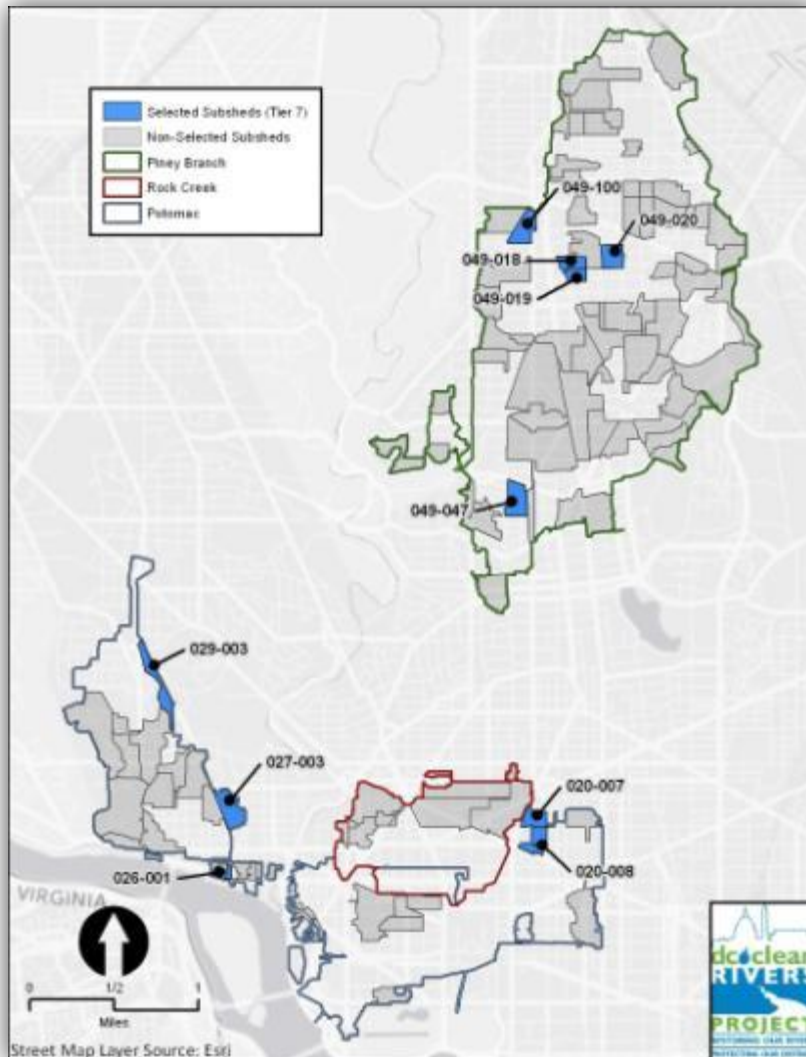 Selected Subsheds (Tier 7)
Non-Selected Subsheds
Piney Branch
Rock Creek
Potomac
049-100
049-020
049-018
049-019
049-047
029-003
027-003
020-007
026-001
020-008
VIRGINIA
0 1/2 1
Miles
dc clean
RIVERS
PROJECT
Street Map Layer Source: Esri